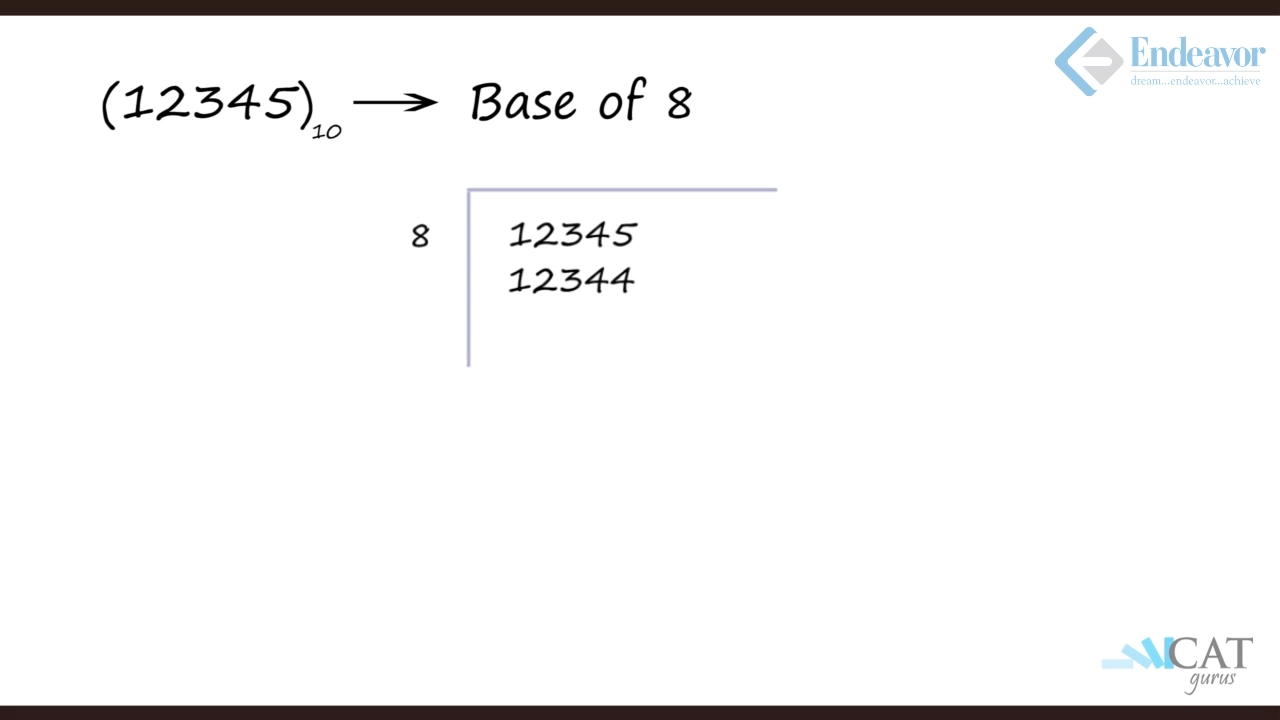 Endeavor
dream...endeavor...achieve
(12345)10 → Base of 8
8 12345
12344
CAT
gurus